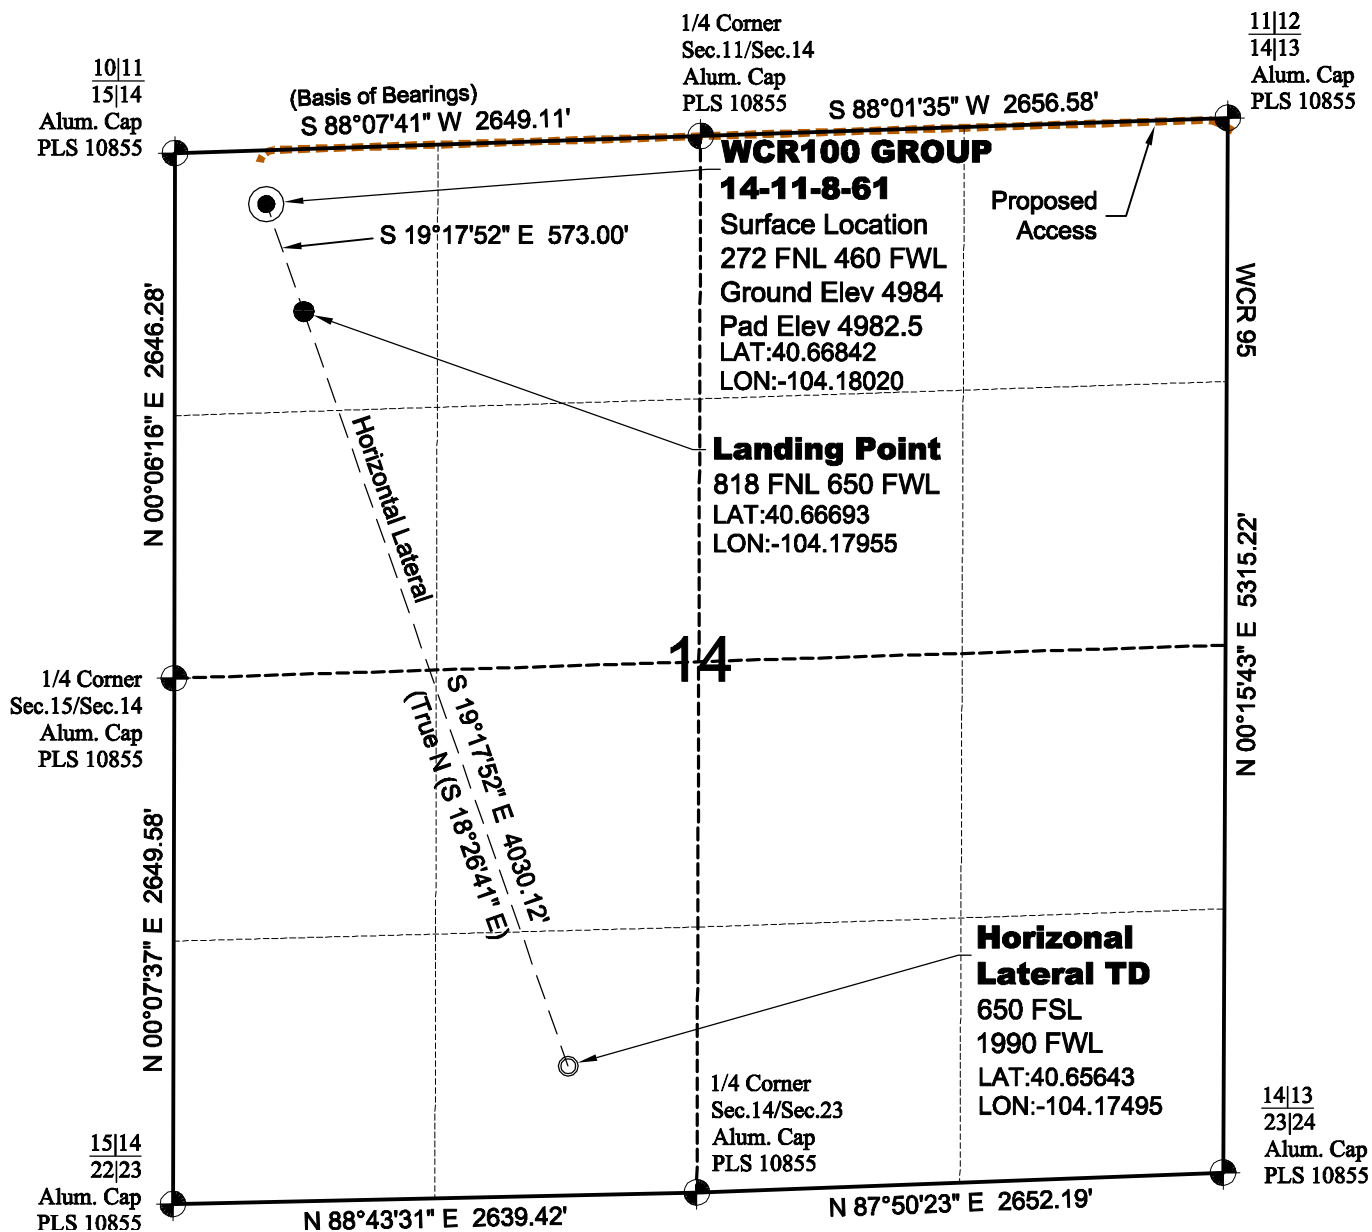 1/4 Corner
Sec.11/Sec.14
Alum. Cap
PLS 10855
11|12
14|13
Alum. Cap
PLS 10855
10|11
15|14
Alum. Cap
PLS 10855
(Basis of Bearings)
S 88°07'41" W 2649.11'
S 88°01'35" W 2656.58'
WCR100 GROUP
14-11-8-61
Surface Location
272 FNL 460 FWL
Ground Elev 4984
Pad Elev 4982.5
LAT:40.66842
LON:-104.18020
Proposed
Access
S 19°17'52" E 573.00'
WCR 95
N 00°06'16" E 2646.28'
Horizontal Lateral
Landing Point
818 FNL 650 FWL
LAT:40.66693
LON:-104.17955
N 00°15'43" E 5315.22'
14
1/4 Corner
Sec.15/Sec.14
Alum. Cap
PLS 10855
S 19°17'52" E 4030.12'
(True N (S 18°26'41" E)
N 00°07'37" E 2649.58'
Horizonal
Lateral TD
650 FSL
1990 FWL
LAT:40.65643
LON:-104.17495
1/4 Corner
Sec.14/Sec.23
Alum. Cap
PLS 10855
14|13
23|24
Alum. Cap
PLS 10855
15|14
22|23
Alum. Cap
PLS 10855
N 88°43'31" E 2639.42'
N 87°50'23" E 2652.19'